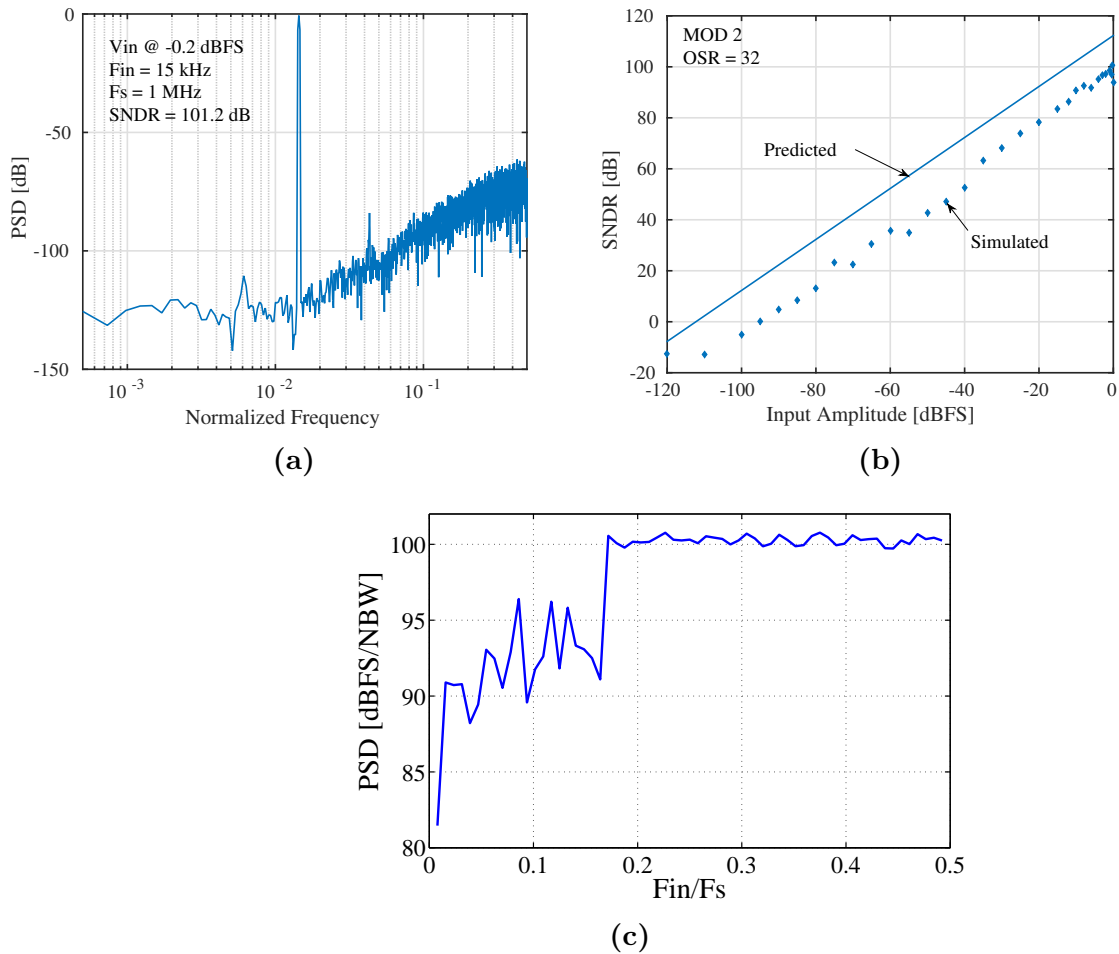 Vin @ -0.2 dBFS
Fin = 15 kHz
Fs = 1 MHz
SNDR = 101.2 dB
0
-50
-100
-150
PSD [dB]
10 -3
10 -2
10 -1
Normalized Frequency
(a)
MOD 2
OSR = 32
Predicted
Simulated
120
100
80
60
40
20
0
-20
SNDR [dB]
-120
-100
-80
-60
-40
-20
0
Input Amplitude [dBFS]
(b)
100
95
90
85
80
PSD [dBFS/NBW]
0
0.1
0.2
0.3
0.4
0.5
Fin/Fs
(c)